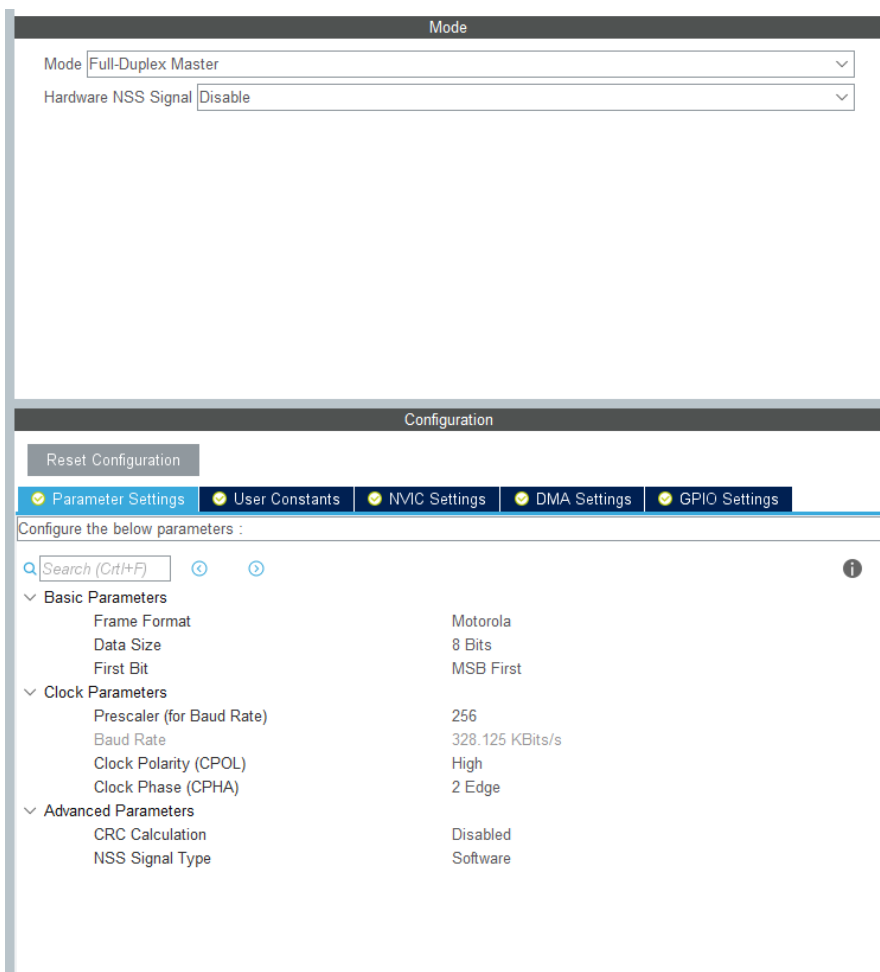 Mode
Mode Full-Duplex Master
Hardware NSS Signal Disable
Configuration
Reset Configuration
Parameter Settings User Constants NVIC Settings DMA Settings GPIO Settings
Configure the below parameters :
Search (Crtl+F)
Basic Parameters
Frame Format Motorola
Data Size 8 Bits
First Bit MSB First
Clock Parameters
Prescaler (for Baud Rate) 256
Baud Rate 328.125 KBits/s
Clock Polarity (CPOL) High
Clock Phase (CPHA) 2 Edge
Advanced Parameters
CRC Calculation Disabled
NSS Signal Type Software